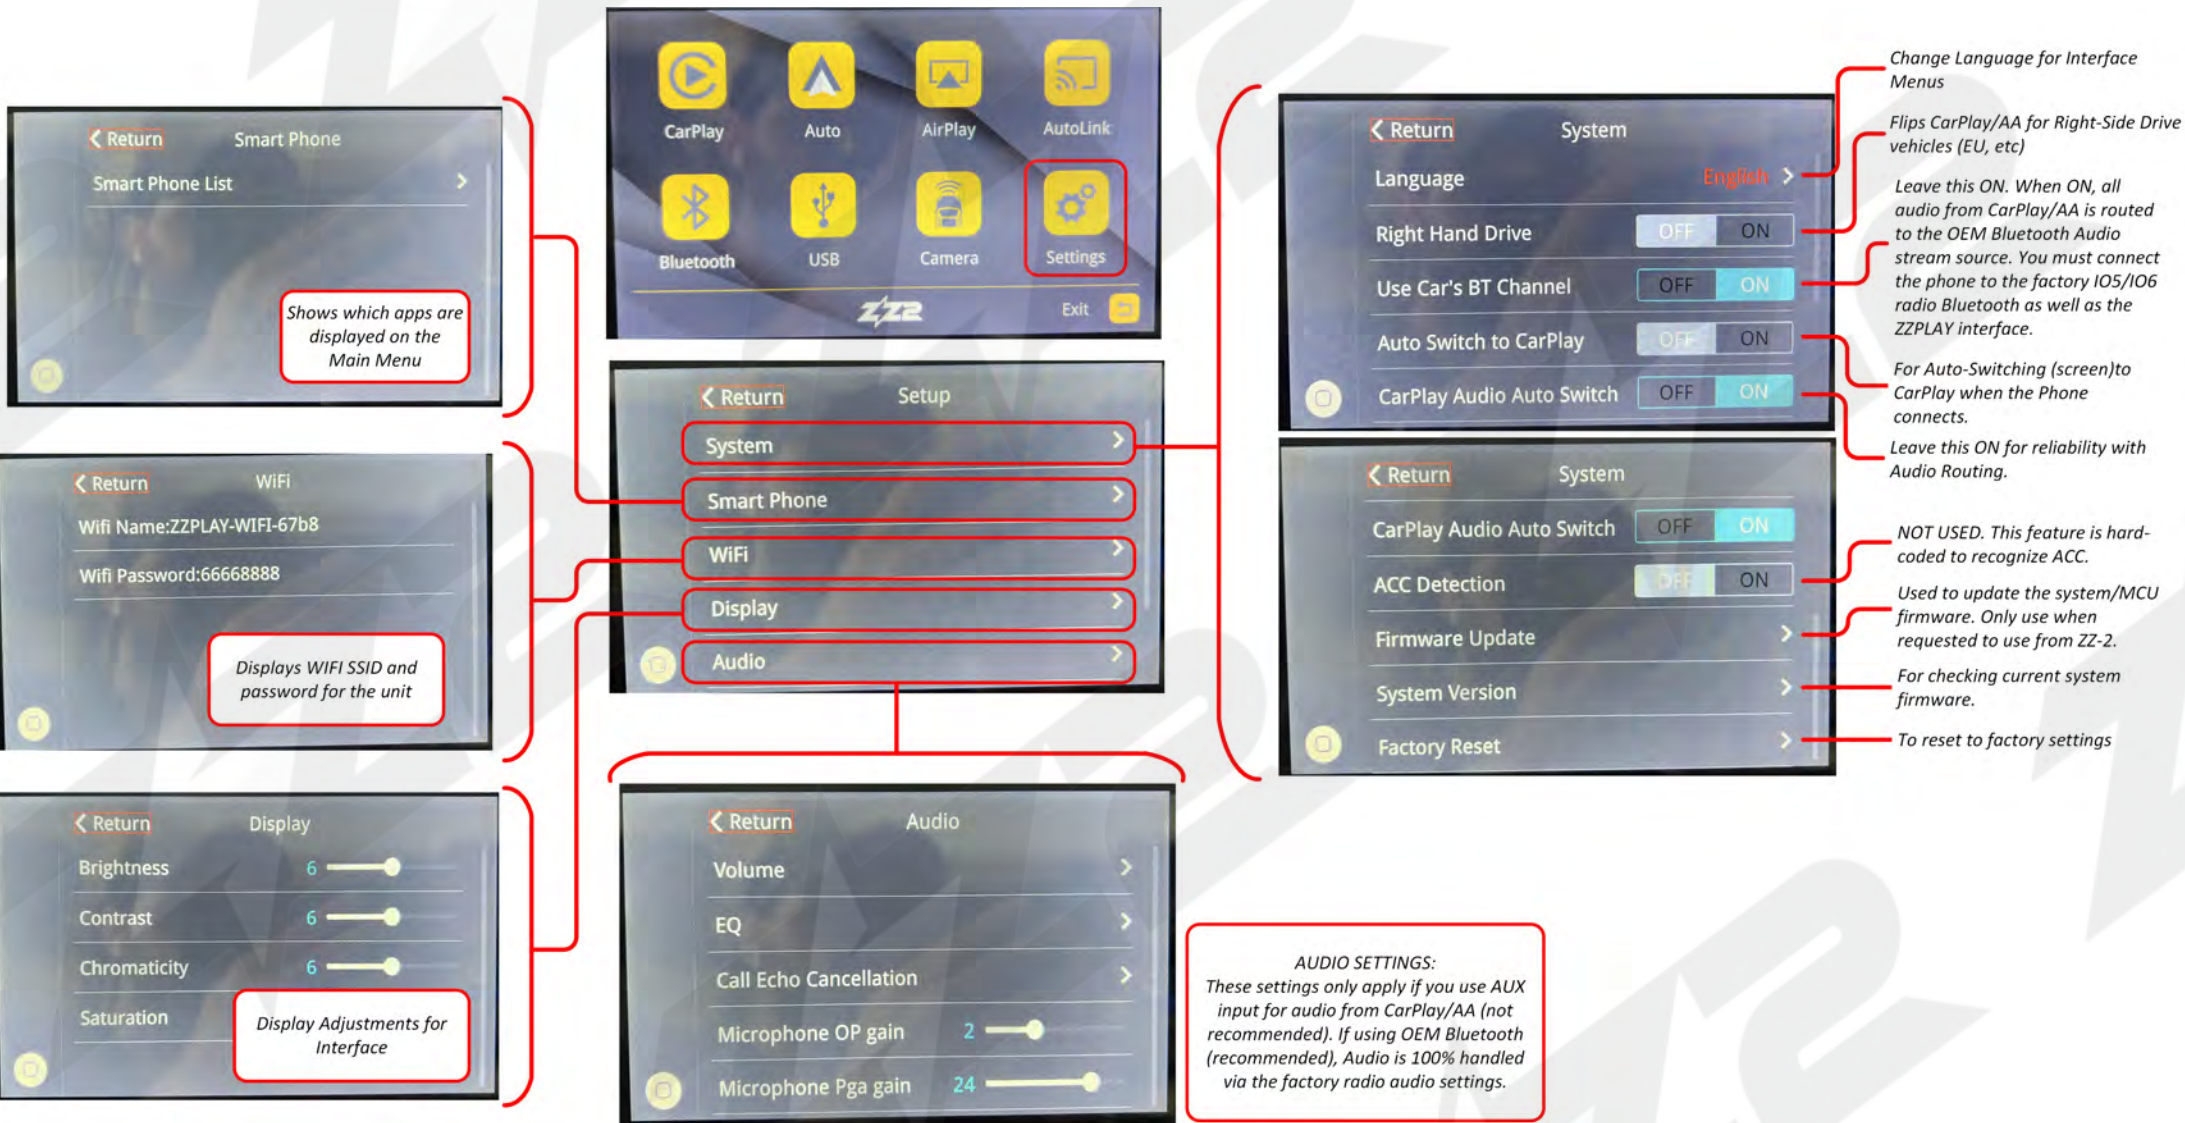 CarPlay
Auto
AirPlay
AutoLink
Bluetooth
USB
Camera
Settings
ZZ2
Exit
Return
Smart Phone
Smart Phone List
Shows which apps are
displayed on the
Main Menu
Return
WiFi
Wifi Name:ZZPLAY-WIFI-67b8
Wifi Password:66668888
Displays WIFI SSID and
password for the unit
Return
Display
Brightness 6
Contrast 6
Chromaticity 6
Saturation
Display Adjustments for
Interface
Return
Setup
System
Smart Phone
WiFi
Display
Audio
Return
Audio
Volume
EQ
Call Echo Cancellation
Microphone OP gain 2
Microphone Pga gain 24
AUDIO SETTINGS:
These settings only apply if you use AUX
input for audio from CarPlay/AA (not
recommended). If using OEM Bluetooth
(recommended), Audio is 100% handled
via the factory radio audio settings.
Return
System
Language English
Right Hand Drive OFF ON
Use Car's BT Channel OFF ON
Auto Switch to CarPlay OFF ON
CarPlay Audio Auto Switch OFF ON
Return
System
CarPlay Audio Auto Switch OFF ON
ACC Detection OFF ON
Firmware Update
System Version
Factory Reset
Change Language for Interface
Menus
Flips CarPlay/AA for Right-Side Drive
vehicles (EU, etc)
Leave this ON. When ON, all
audio from CarPlay/AA is routed
to the OEM Bluetooth Audio
stream source. You must connect
the phone to the factory IO5/IO6
radio Bluetooth as well as the
ZZPLAY interface.
For Auto-Switching (screen)to
CarPlay when the Phone
connects.
Leave this ON for reliability with
Audio Routing.
NOT USED. This feature is hard-
coded to recognize ACC.
Used to update the system/MCU
firmware. Only use when
requested to use from ZZ-2.
For checking current system
firmware.
To reset to factory settings